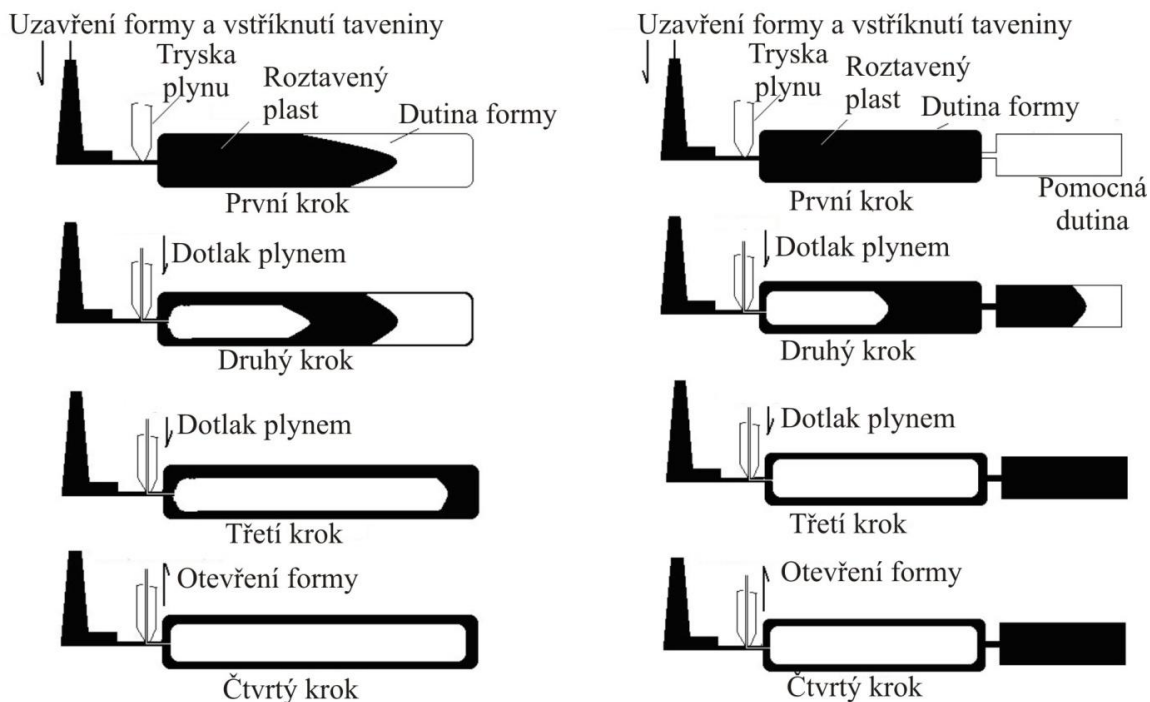 Uzavření formy a vstříknutí taveniny
Tryska
plynu
Roztavený
plast
Dutina formy
První krok
Dotlak plynem
Druhý krok
Dotlak plynem
Třetí krok
Otevření formy
Čtvrtý krok
Uzavření formy a vstříknutí taveniny
Tryska
plynu
Roztavený
plast
Dutina formy
První krok
Pomocná
dutina
Dotlak plynem
Druhý krok
Dotlak plynem
Třetí krok
Otevření formy
Čtvrtý krok